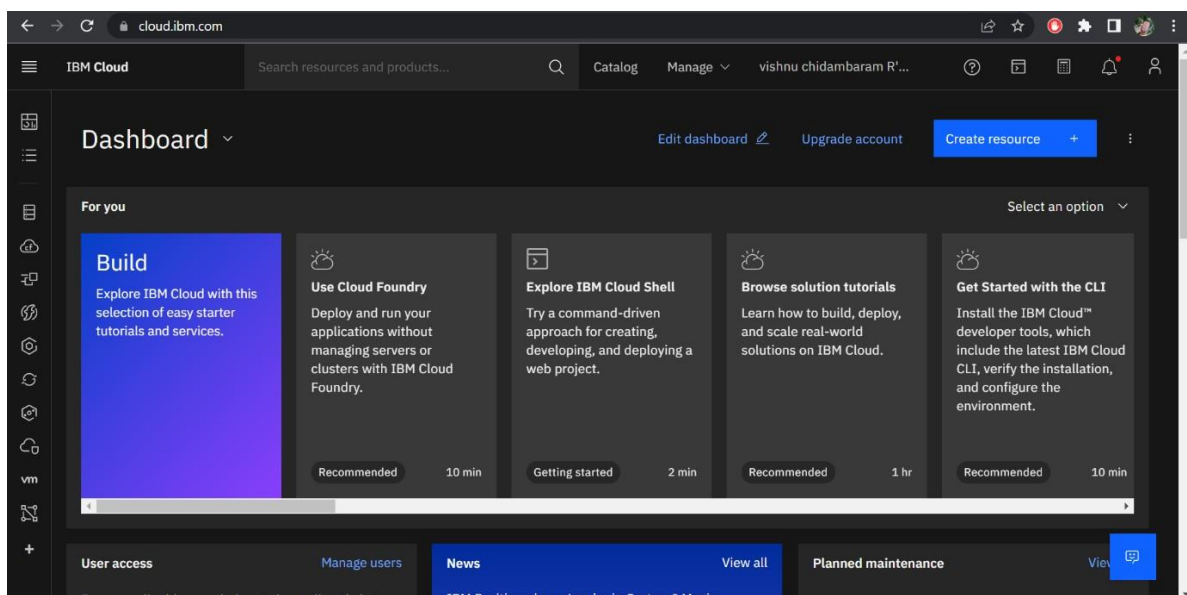 cloud.ibm.com
IBM Cloud
Search resources and products...
Catalog
Manage
vishnu chidambaram R'...
Dashboard
Edit dashboard
Upgrade account
Create resource +
For you
Select an option
Build
Explore IBM Cloud with this
selection of easy starter
tutorials and services.
Use Cloud Foundry
Deploy and run your
applications without
managing servers or
clusters with IBM Cloud
Foundry.
Recommended
10 min
Explore IBM Cloud Shell
Try a command-driven
approach for creating,
developing, and deploying a
web project.
Getting started
2 min
Browse solution tutorials
Learn how to build, deploy,
and scale real-world
solutions on IBM Cloud.
Recommended
1 hr
Get Started with the CLI
Install the IBM Cloud™
developer tools, which
include the latest IBM Cloud
CLI, verify the installation,
and configure the
environment.
Recommended
10 min
vm
User access
Manage users
News
View all
Planned maintenance